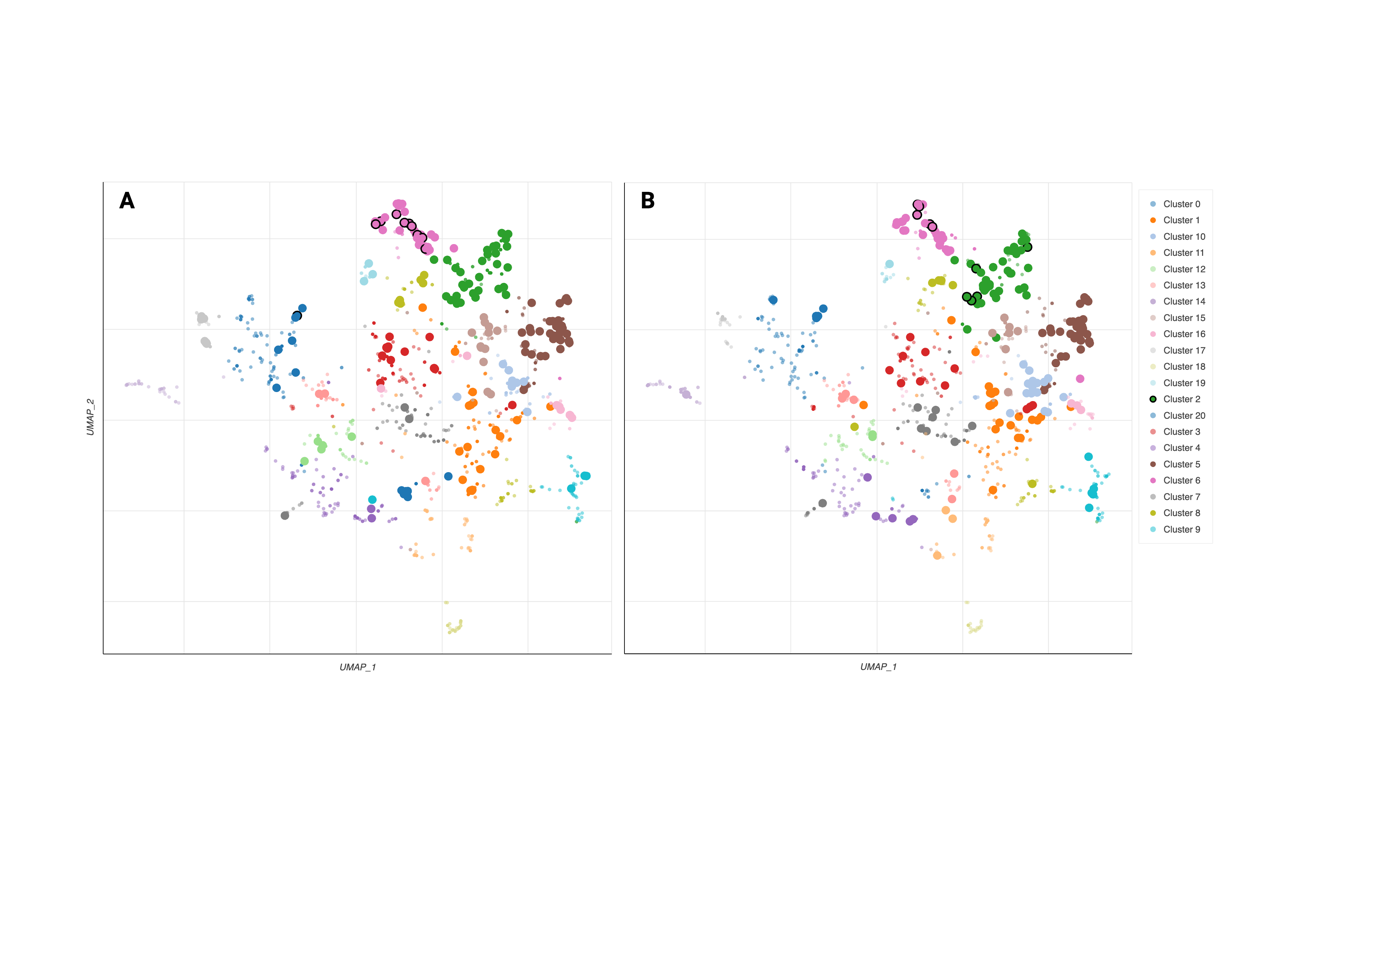 A
B
UMAP_2
UMAP_1
UMAP_1
Cluster 0
Cluster 1
Cluster 10
Cluster 11
Cluster 12
Cluster 13
Cluster 14
Cluster 15
Cluster 16
Cluster 17
Cluster 18
Cluster 19
Cluster 2
Cluster 20
Cluster 3
Cluster 4
Cluster 5
Cluster 6
Cluster 7
Cluster 8
Cluster 9